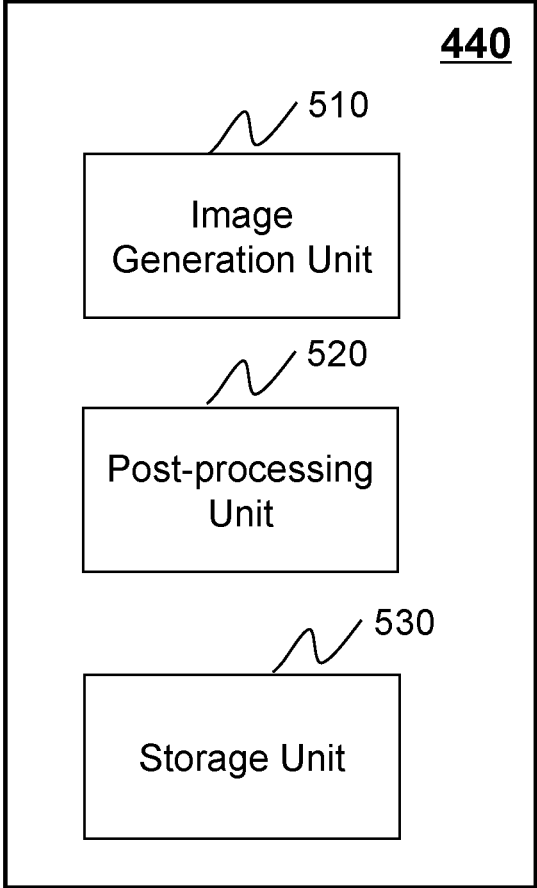 440
510
Image
Generation Unit
520
Post-processing
Unit
530
Storage Unit